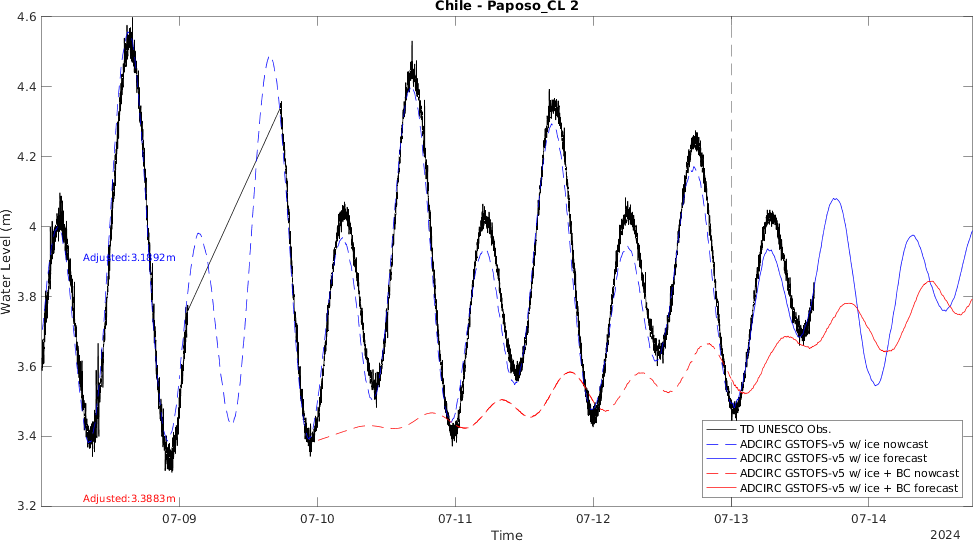 Chile - Paposo_CL 2
Water Level (m)
4.6
4.4
4.2
4
3.8
3.6
3.4
3.2
Adjusted:3.1892m
Adjusted:3.3883m
TD UNESCO Obs.
ADCIRC GSTOFS-v5 w/ ice nowcast
ADCIRC GSTOFS-v5 w/ ice forecast
ADCIRC GSTOFS-v5 w/ ice + BC nowcast
ADCIRC GSTOFS-v5 w/ ice + BC forecast
07-09 07-10 07-11 07-12 07-13 07-14
Time
2024